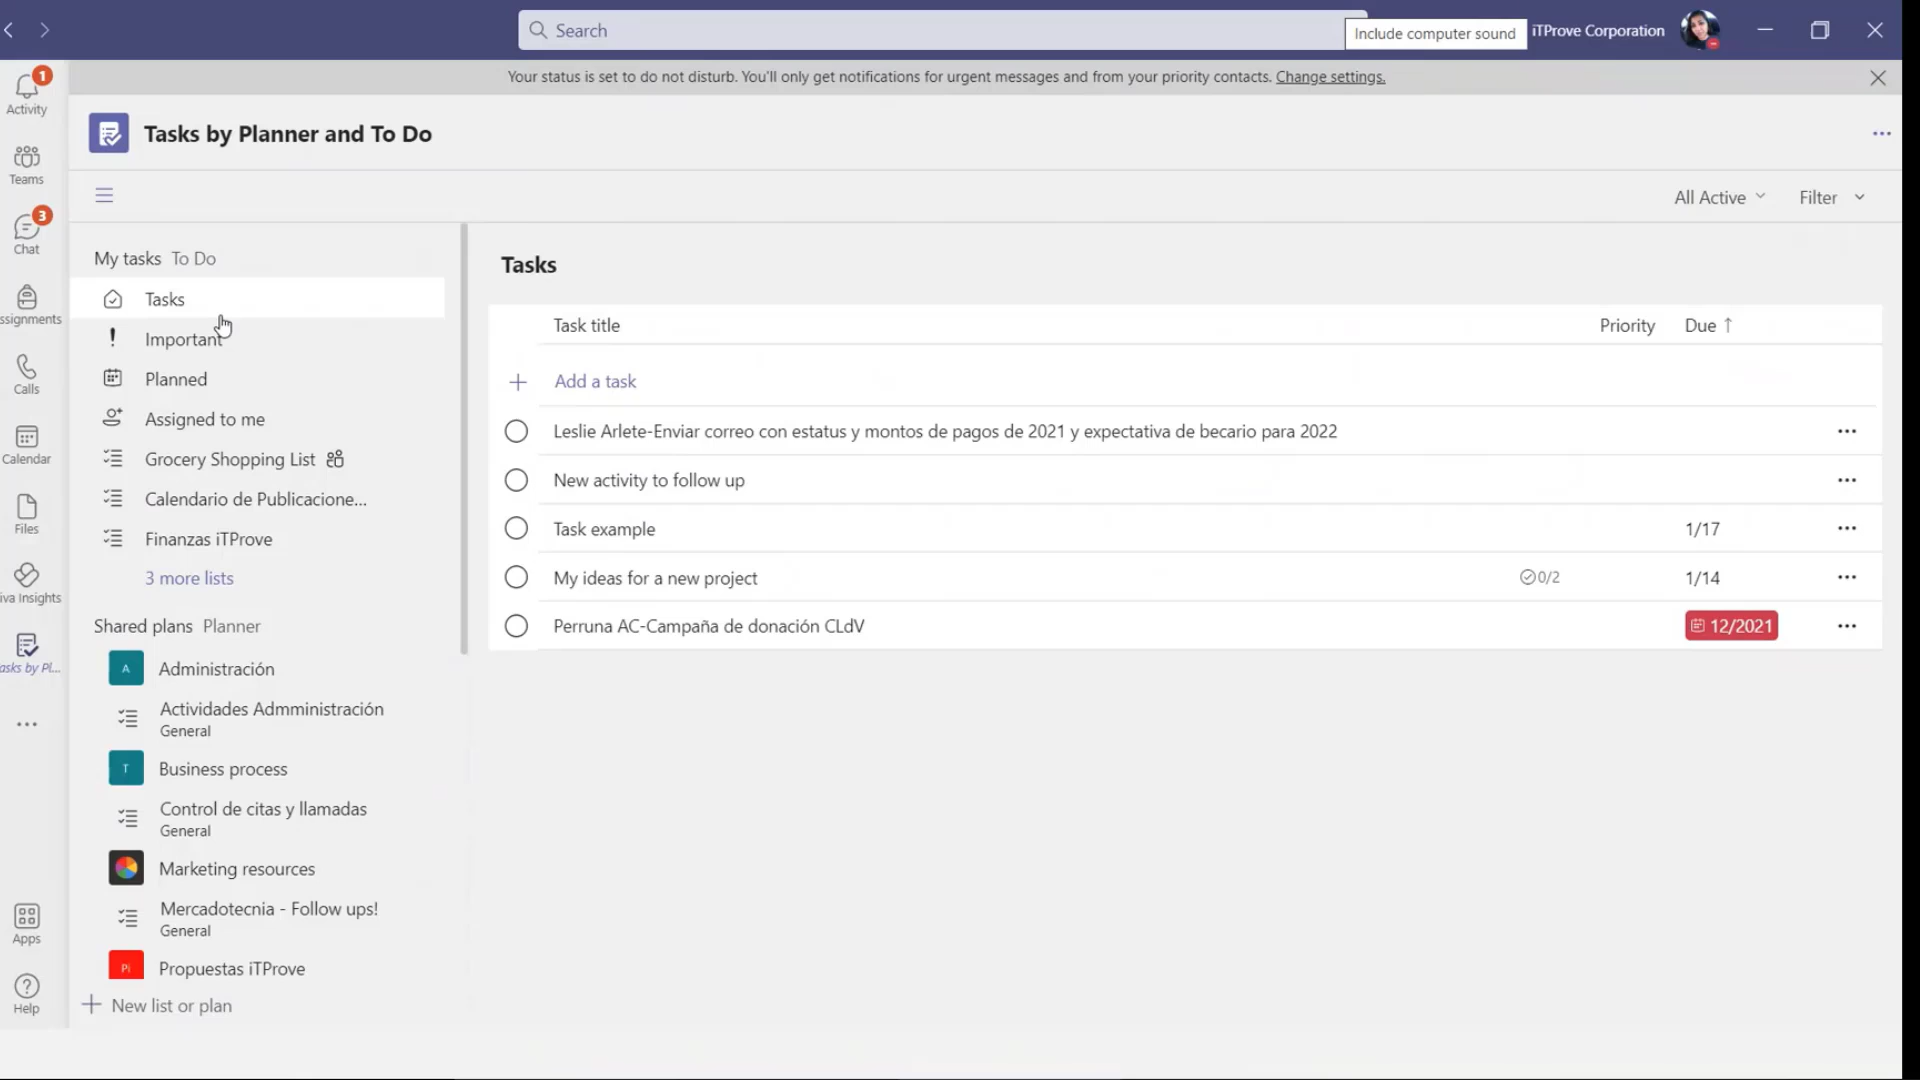 Search
Include computer sound
iTProve Corporation
Your status is set to do not disturb. You'll only get notifications for urgent messages and from your priority contacts. Change settings.
1
Activity
Teams
3
Chat
ssignments
Calls
Calendar
Files
iva Insights
asks by Pl...
Apps
Help
Tasks by Planner and To Do
All Active
Filter
My tasks To Do
Tasks
Important
Planned
Assigned to me
Grocery Shopping List
Calendario de Publicacione...
Finanzas iTProve
3 more lists
Shared plans Planner
A Administración
Actividades Admministración
General
T Business process
Control de citas y llamadas
General
Marketing resources
Mercadotecnia - Follow ups!
General
Pi Propuestas iTProve
New list or plan
Tasks
Task title Priority Due ↑
Add a task
Leslie Arlete-Enviar correo con estatus y montos de pagos de 2021 y expectativa de becario para 2022
New activity to follow up
Task example 1/17
My ideas for a new project 0/2 1/14
Perruna AC-Campaña de donación CLdV 12/2021